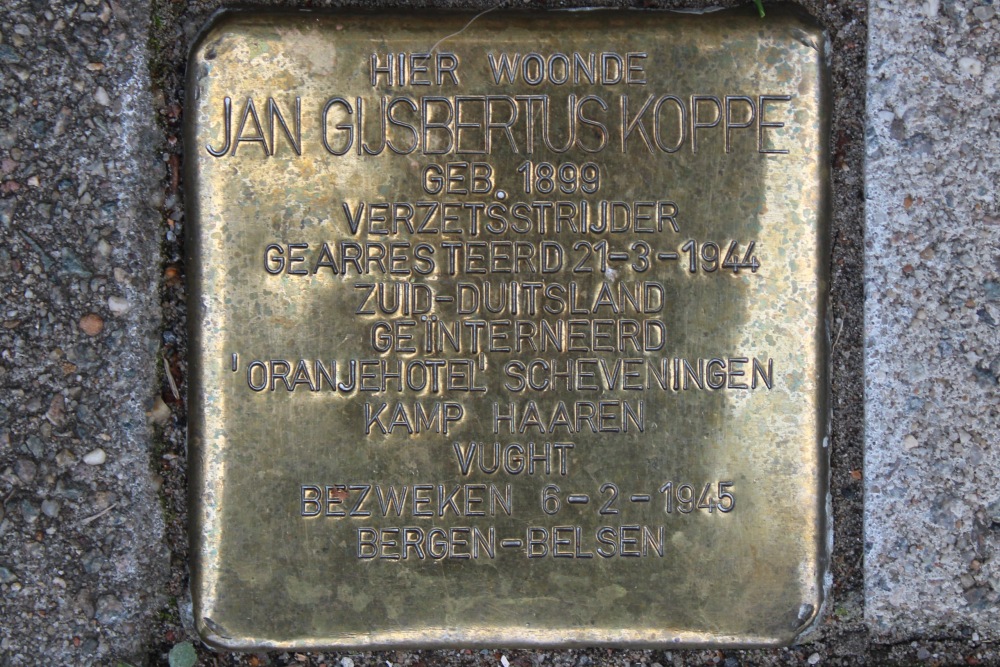 HIER WOONDE
JAN GIJSBERTUS KOPPE
GEB. 1899
VERZETSSTRIJDER
GEARRESTEERD 21-3-1944
ZUID-DUITSLAND
GEÏNTERNEERD
'ORANJEHOTEL' SCHEVENINGEN
KAMP HAAREN
VUGHT
BEZWEKEN 6-2-1945
BERGEN-BELSEN